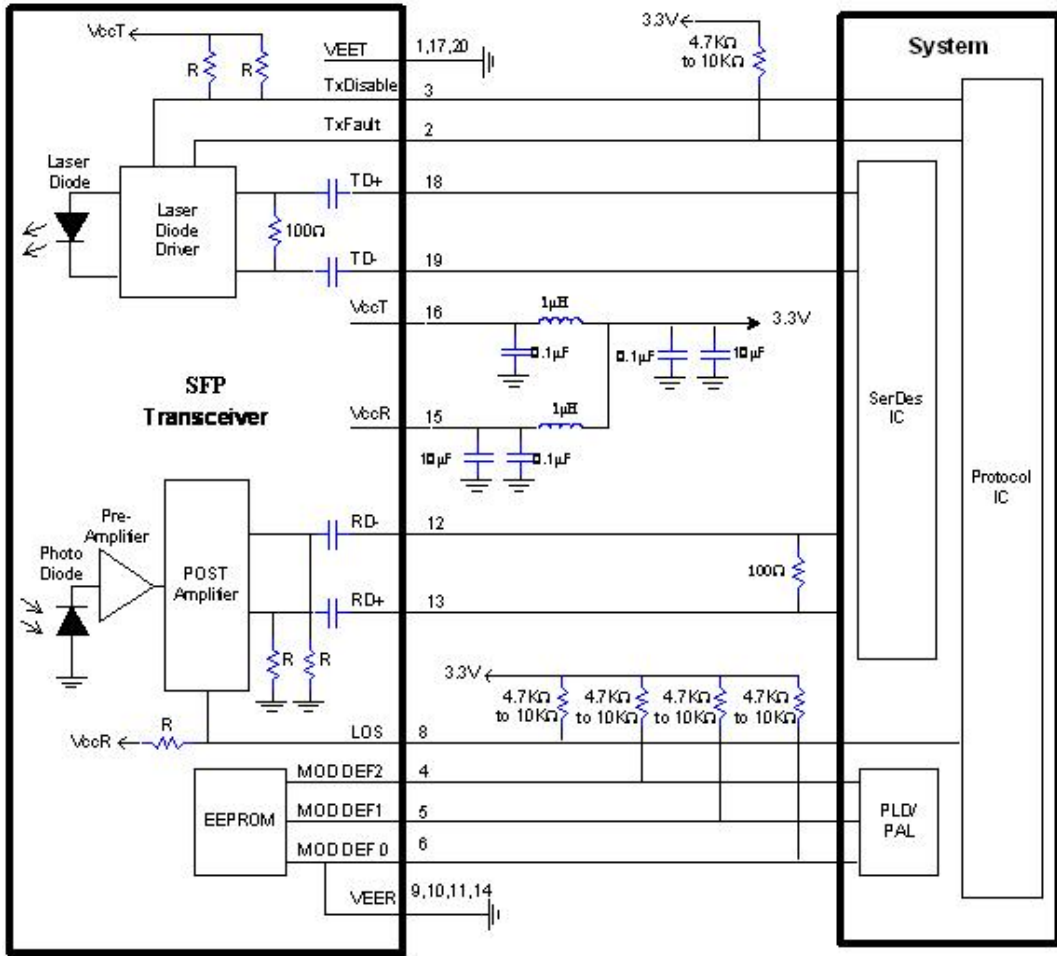 VccT
R
R
VEET
1,17,20
3.3V
4.7KΩ
to 10KΩ
System
TxDisable
3
TxFault
2
Laser
Diode
Laser
Diode
Driver
TD+
18
100Ω
TD-
19
VccT
16
1µH
3.3V
0.1µF
0.1µF
10µF
SFP
Transceiver
VccR
15
1µH
10µF
0.1µF
SerDes
IC
Protocol
IC
Pre-
Amplifier
Photo
Diode
POST
Amplifier
RD-
12
100Ω
RD+
13
R
R
3.3V
4.7KΩ
to 10KΩ
4.7KΩ
to 10KΩ
4.7KΩ
to 10KΩ
4.7KΩ
to 10KΩ
R
VccR
LOS
8
EEPROM
MOD DEF2
4
MOD DEF1
5
MOD DEF 0
6
PLD/
PAL
VEER
9,10,11,14